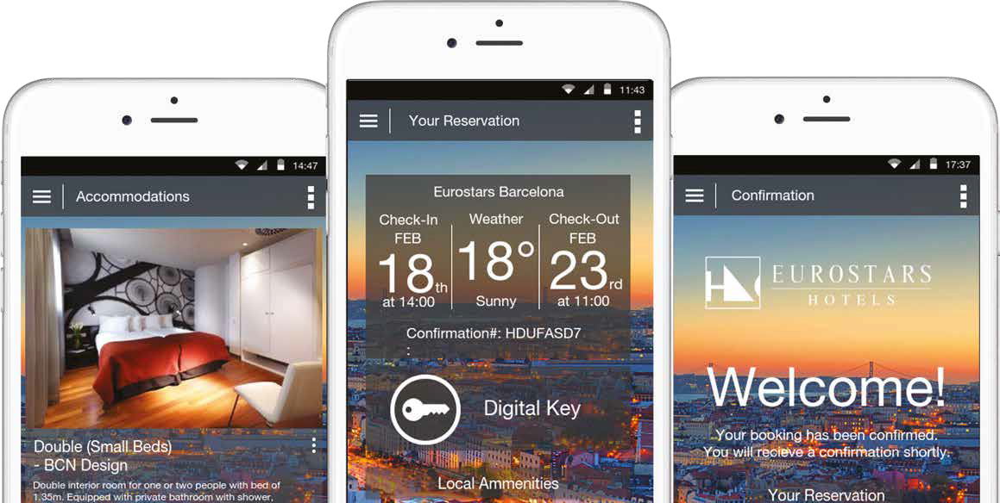 14:47
Accommodations
Double (Small Beds)
- BCN Design
Double interior room for one or two people with bed of
1.35m. Equipped with private bathroom with shower,
11:43
Your Reservation
Eurostars Barcelona
Check-In Weather Check-Out
FEB FEB
18th 18° 23rd
at 14:00 Sunny at 11:00
Confirmation#: HDUFASD7
:
Digital Key
Local Ammenities
17:37
Confirmation
EUROSTARS
HOTELS
Welcome!
Your booking has been confirmed.
You will recieve a confirmation shortly.
Your Reservation